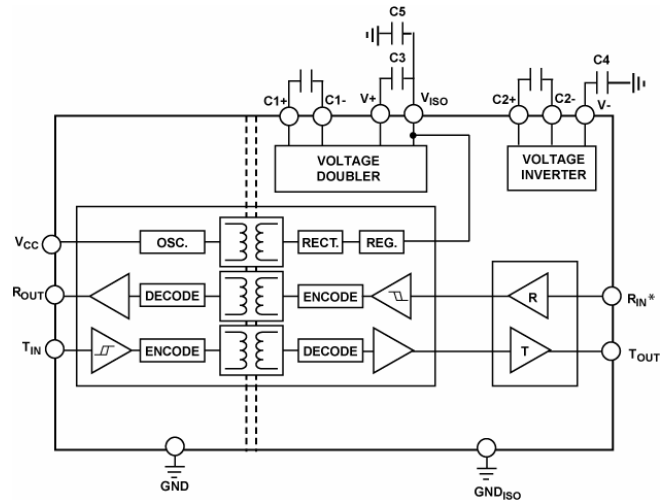 C5
C3
C4
C1+ C1- V+ VISO C2+ C2- V-
VOLTAGE
DOUBLER
VOLTAGE
INVERTER
VCC OSC. RECT. REG.
ROUT DECODE ENCODE R RIN*
TIN ENCODE DECODE T TOUT
GND
GNDISO